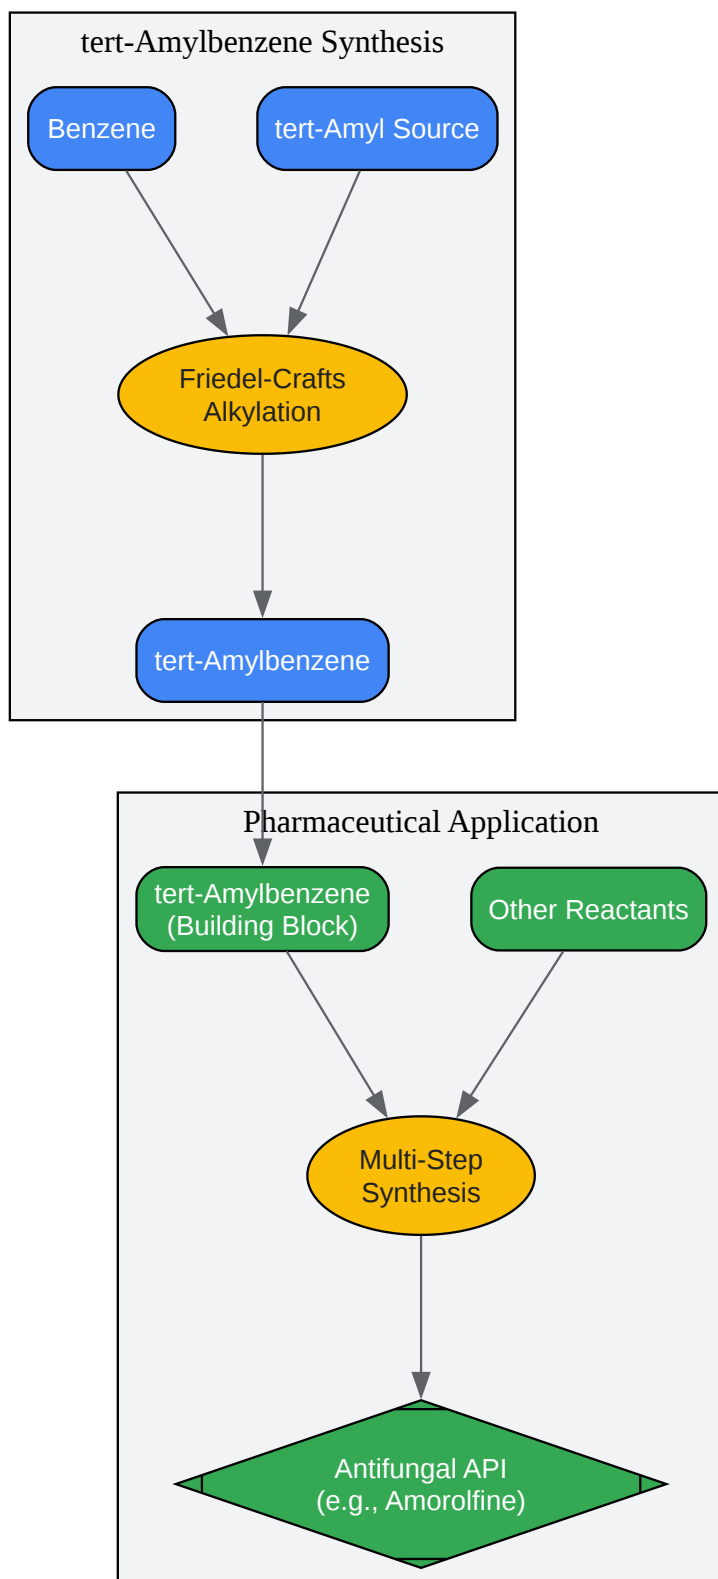 tert-Amylbenzene Synthesis
Benzene
tert-Amyl Source
Friedel-Crafts
Alkylation
tert-Amylbenzene
Pharmaceutical Application
tert-Amylbenzene
(Building Block)
Other Reactants
Multi-Step
Synthesis
Antifungal API
(e.g., Amorolfine)